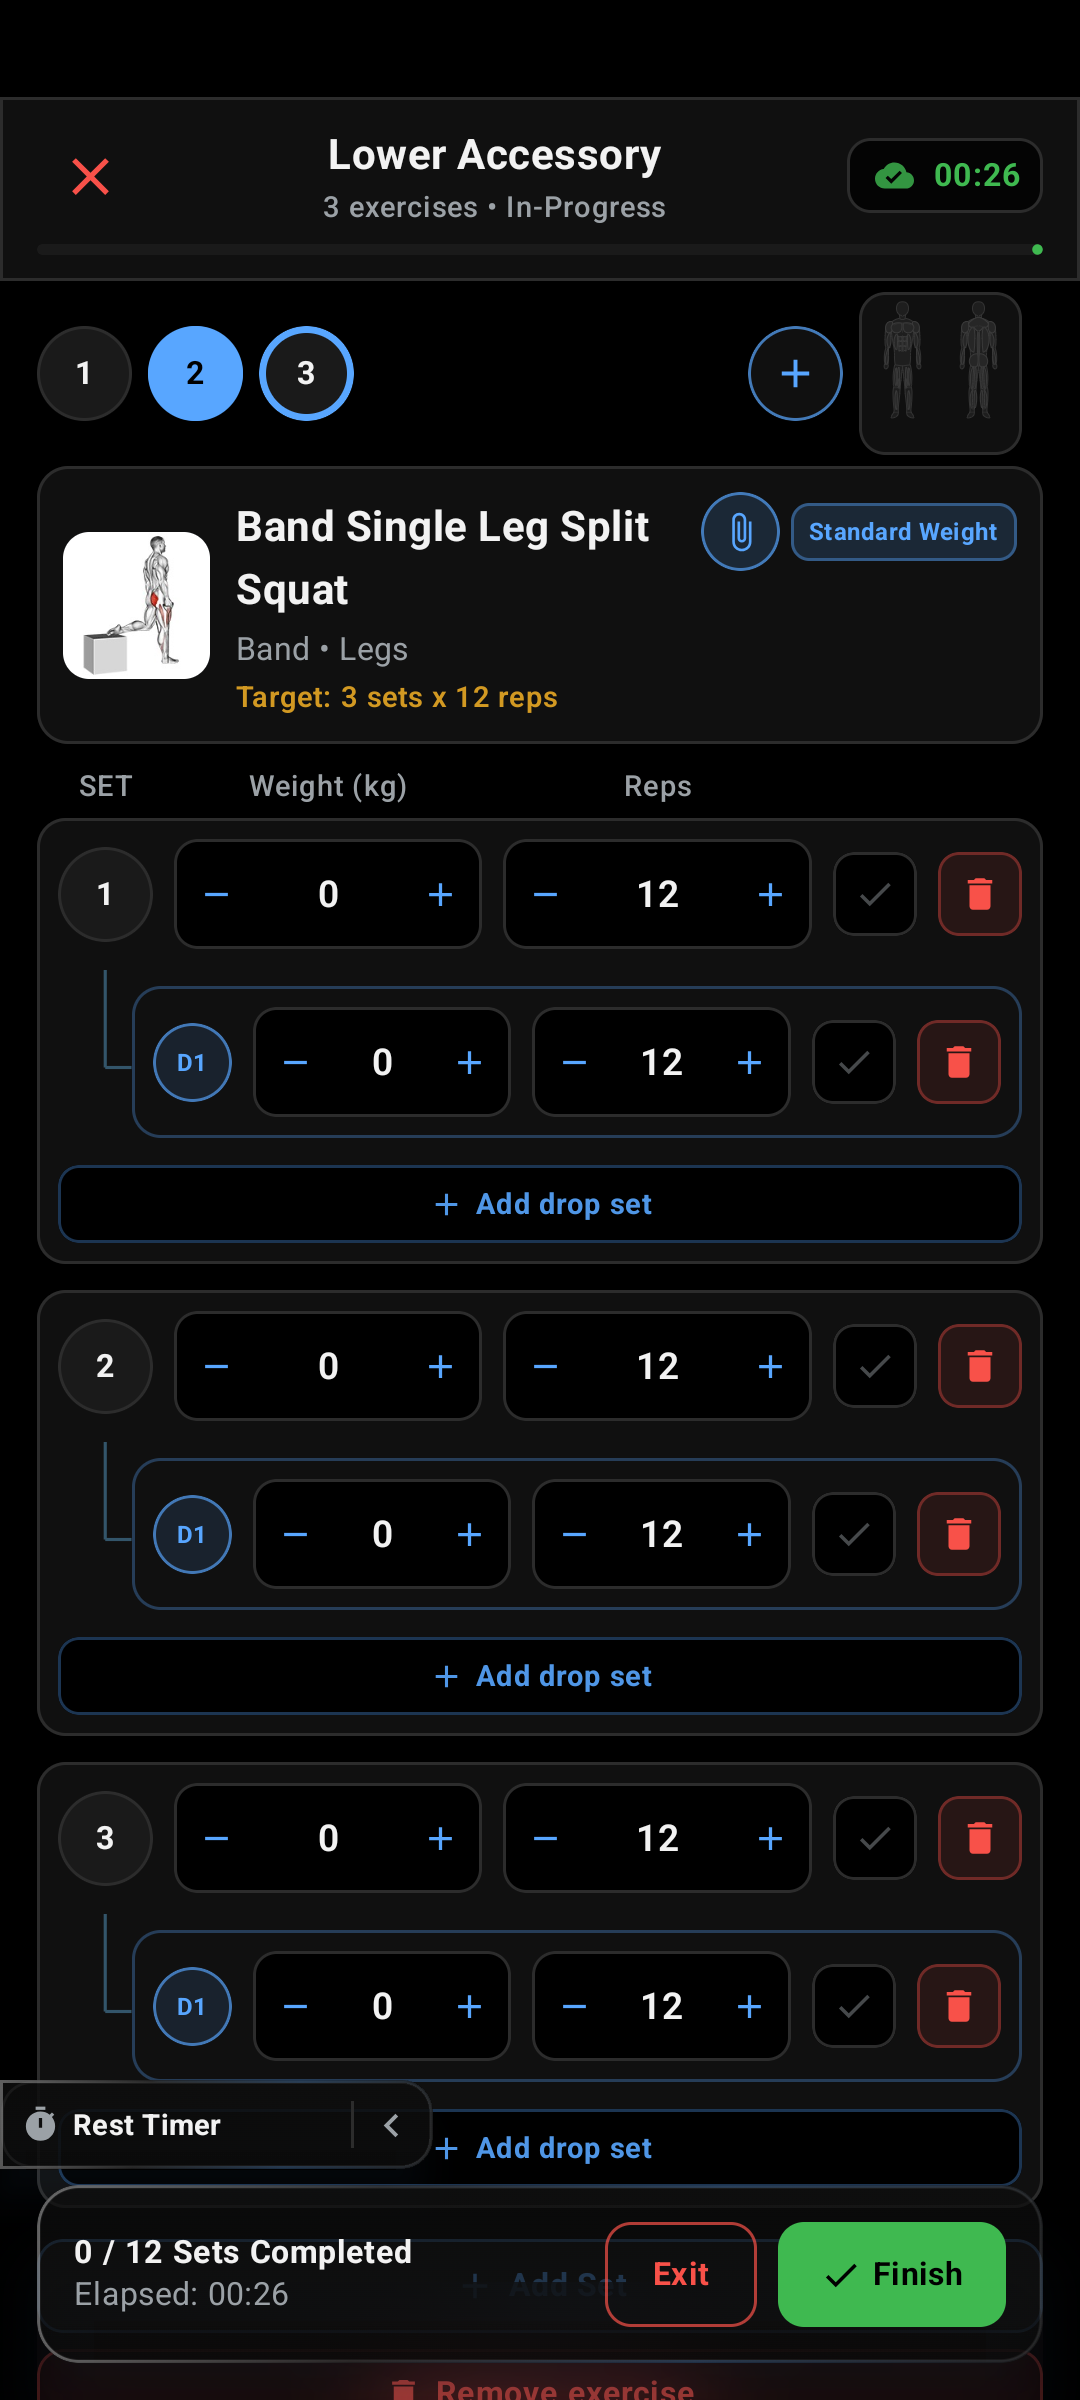 Lower Accessory
3 exercises • In-Progress
00:26
1
2
3
Band Single Leg Split
Squat
Standard Weight
Band • Legs
Target: 3 sets x 12 reps
SET
Weight (kg)
Reps
1
0
12
D1
0
12
Add drop set
2
0
12
D1
0
12
Add drop set
3
0
12
D1
0
12
Rest Timer
Add drop set
0 / 12 Sets Completed
Elapsed: 00:26
Add Set
Exit
Finish
Remove exercise